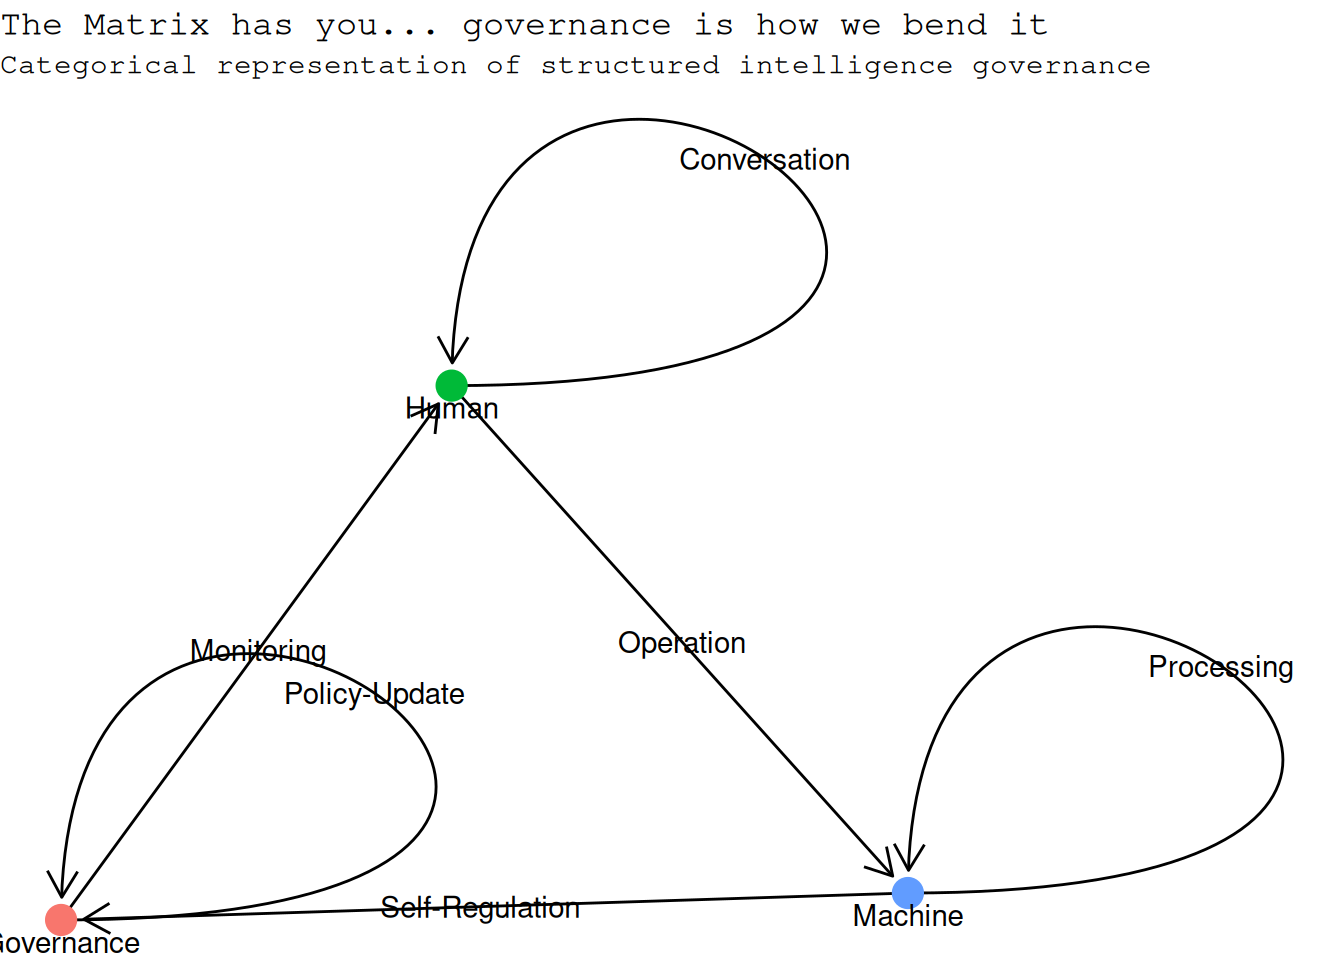 The Matrix has you... governance is how we bend it
Categorical representation of structured intelligence governance
Conversation
Human
Operation
Monitoring
Processing
Policy-Update
Self-Regulation
Machine
Governance